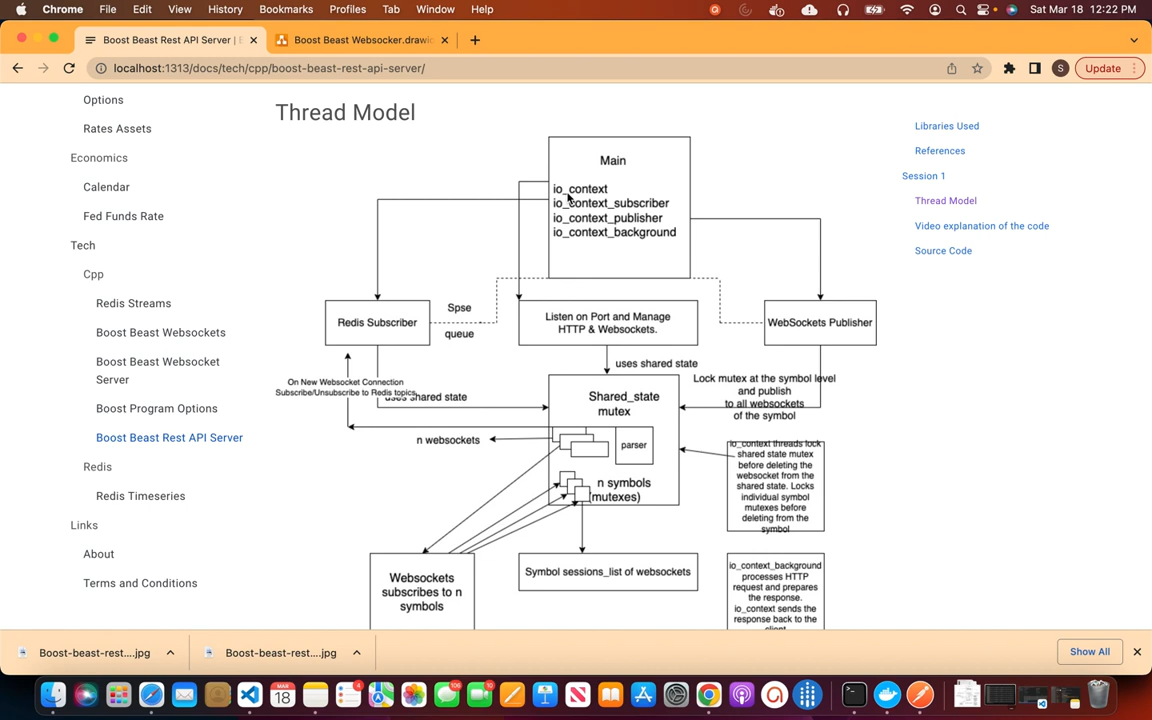 Chrome File Edit View History Bookmarks Profiles Tab Window Help
Sat Mar 18 12:22 PM
Boost Beast Rest API Server | E
Boost Beast Websocker.drawio
localhost:1313/docs/tech/cpp/boost-beast-rest-api-server/
S
Update
Options
Rates Assets
Economics
Calendar
Fed Funds Rate
Tech
Cpp
Redis Streams
Boost Beast Websockets
Boost Beast Websocket
Server
Boost Program Options
Boost Beast Rest API Server
Redis
Redis Timeseries
Links
About
Terms and Conditions
Thread Model
Main
io_context
io_context_subscriber
io_context_publisher
io_context_background
Redis Subscriber
Spse
queue
Listen on Port and Manage
HTTP & Websockets.
WebSockets Publisher
uses shared state
On New Websocket Connection
Subscribe/Unsubscribe to Redis topics
uses shared state
Shared_state
mutex
Lock mutex at the symbol level
and publish
to all websockets
of the symbol
n websockets
parser
n symbols
(mutexes)
io_context threads lock
shared state mutex
before deleting the
websocket from the
shared state. Locks
individual symbol
mutexes before
deleting from the
symbol
Websockets
subscribes to n
symbols
Symbol sessions_list of websockets
io_context_background
processes HTTP
request and prepares
the response.
io_context sends the
response back to the
client
Libraries Used
References
Session 1
Thread Model
Video explanation of the code
Source Code
Boost-beast-rest....jpg
Boost-beast-rest....jpg
Show All
MAR
18
106
10
4